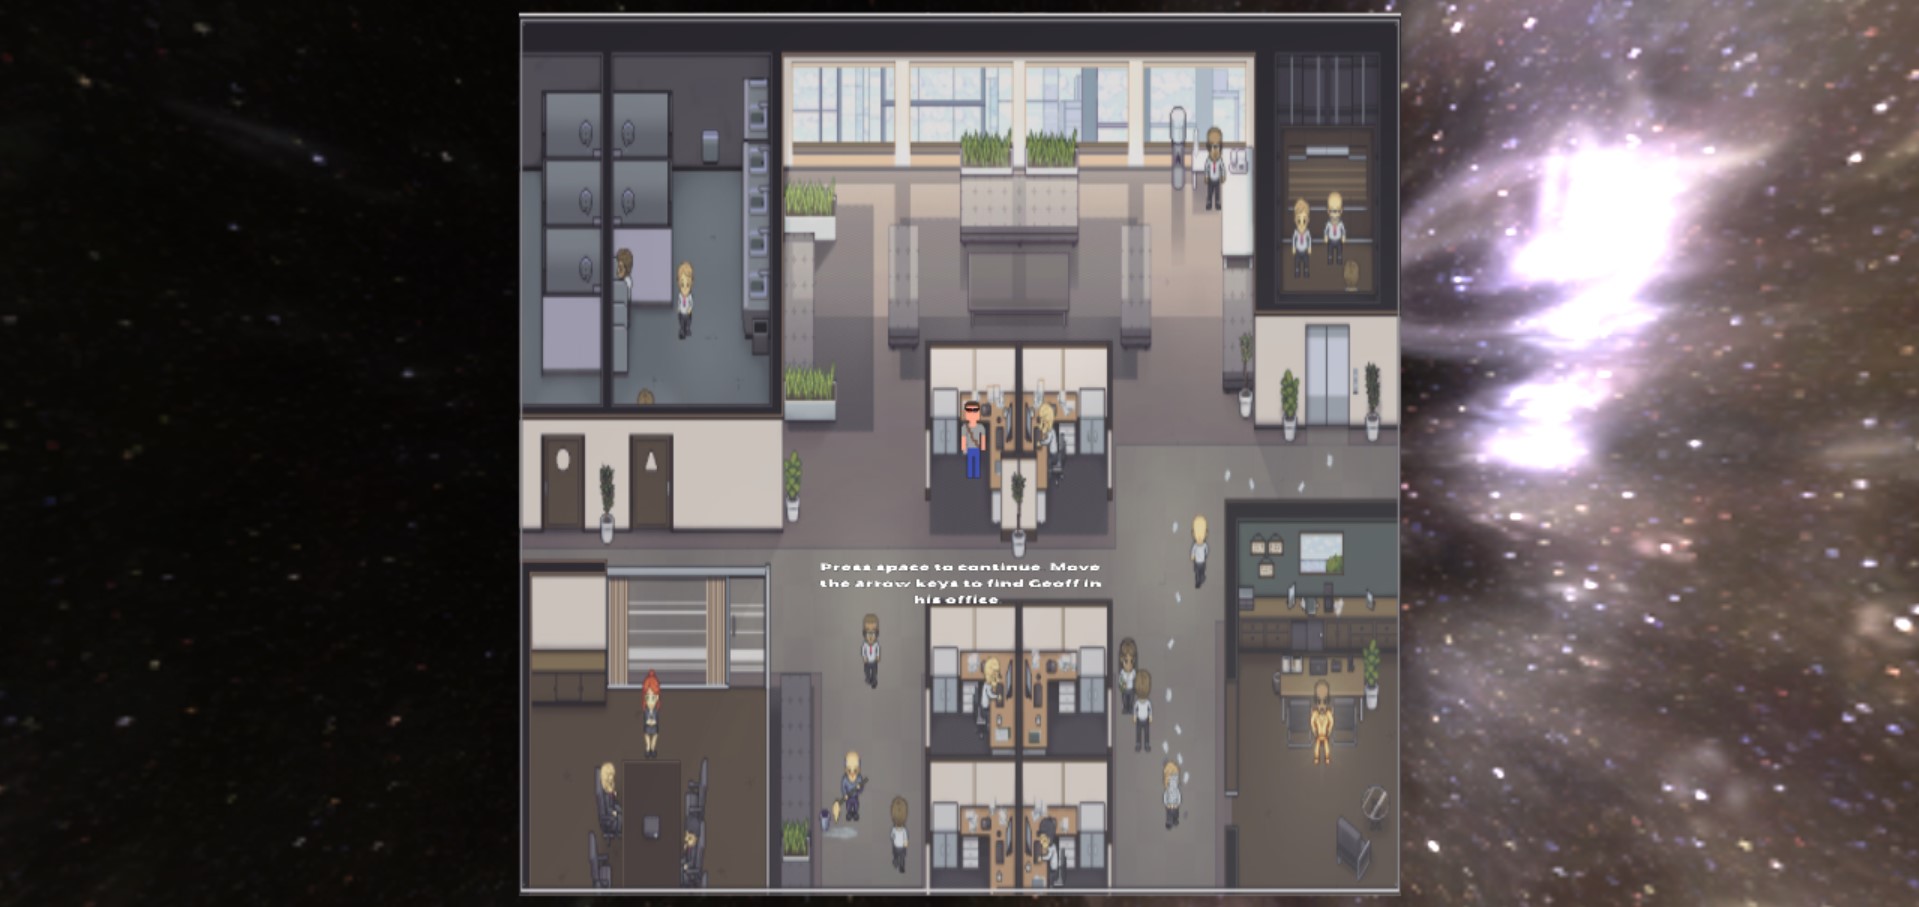 Press space to continue. Move
the arrow keys to find Geoff in
his office.